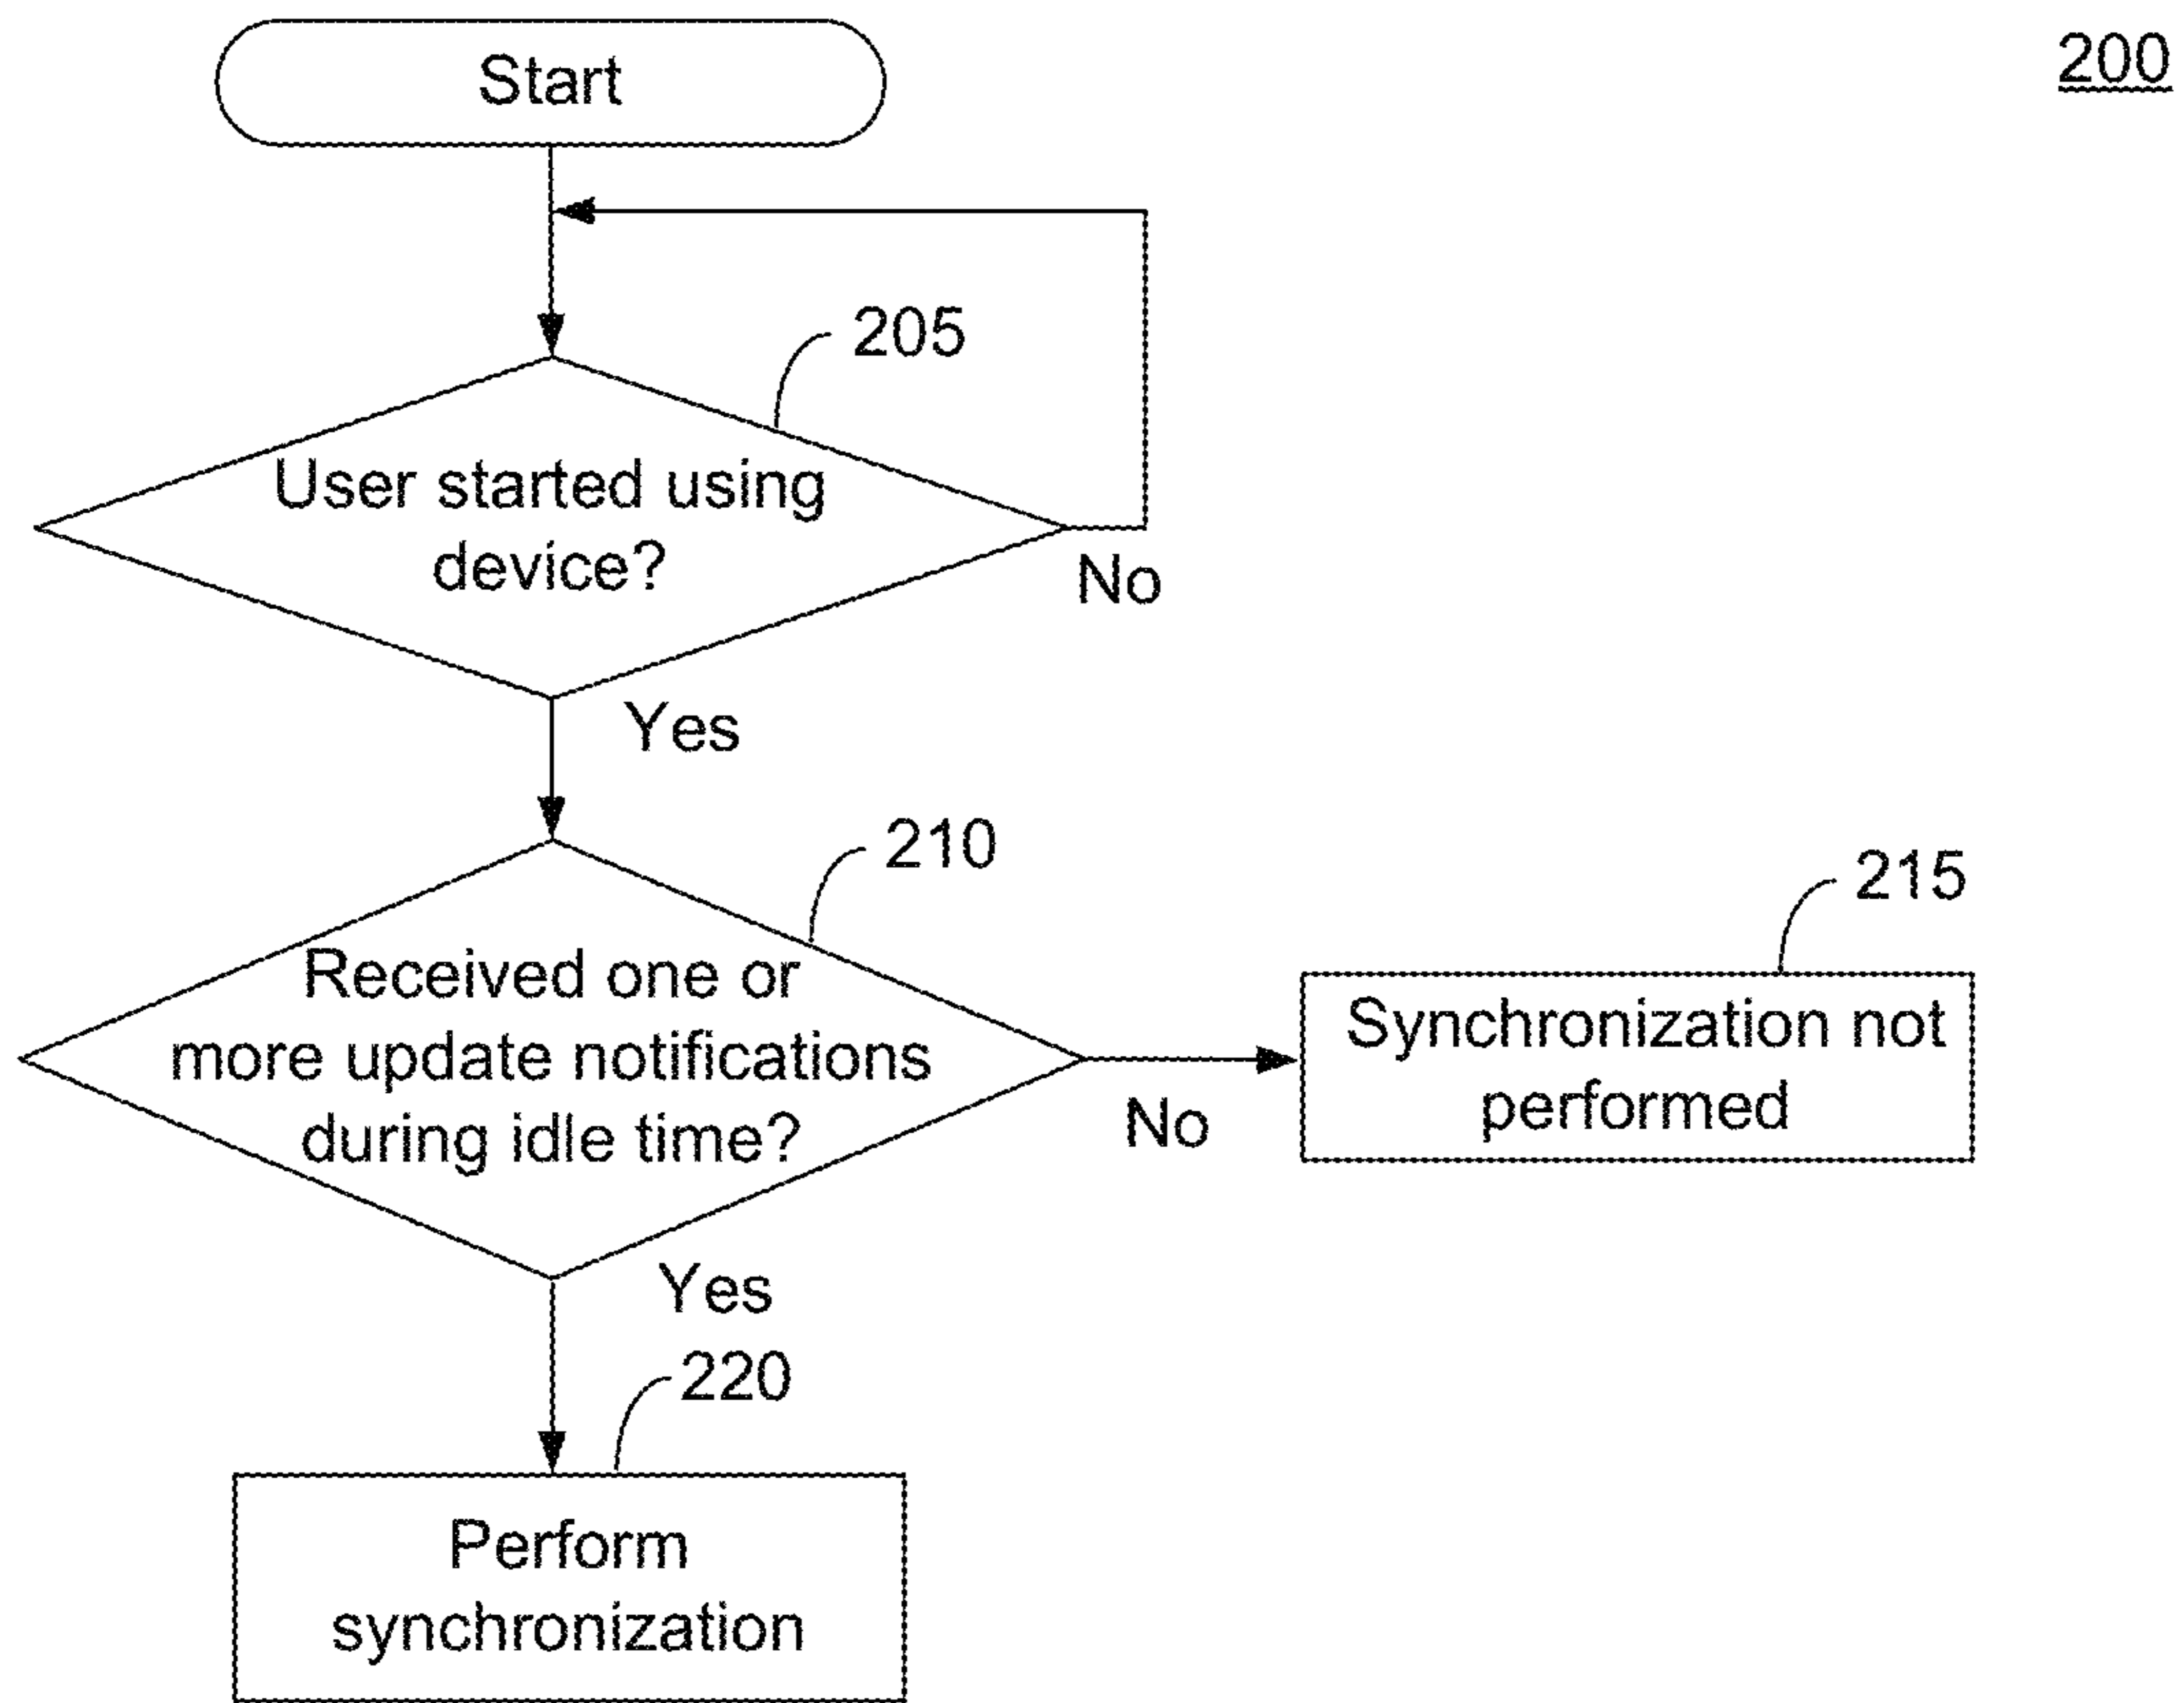 Start
200
205
User started using
device?
No
Yes
210
Received one or
more update notifications
during idle time?
No
215
Synchronization not
performed
Yes
220
Perform
synchronization